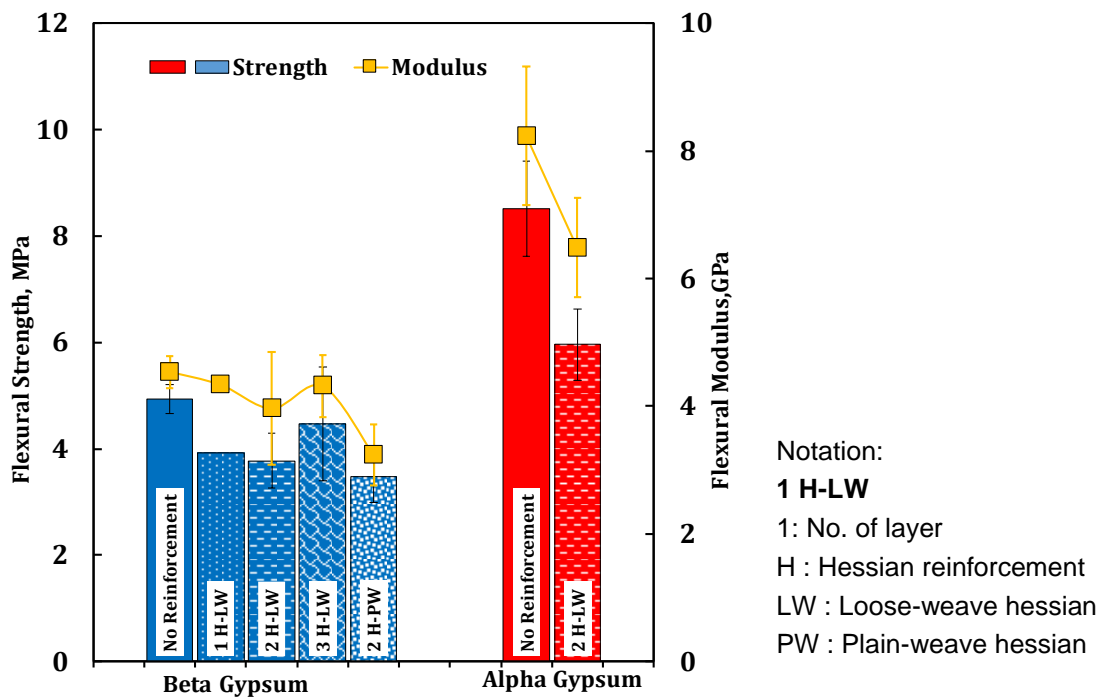 12
10
8
6
4
2
0
Flexural Strength, MPa
Strength
Modulus
No Reinforcement
1 H-LW
2 H-LW
3 H-LW
2 H-PW
Beta Gypsum
No Reinforcement
2 H-LW
Alpha Gypsum
10
8
6
4
2
0
Flexural Modulus,GPa
Notation:
1 H-LW
1: No. of layer
H : Hessian reinforcement
LW : Loose-weave hessian
PW : Plain-weave hessian